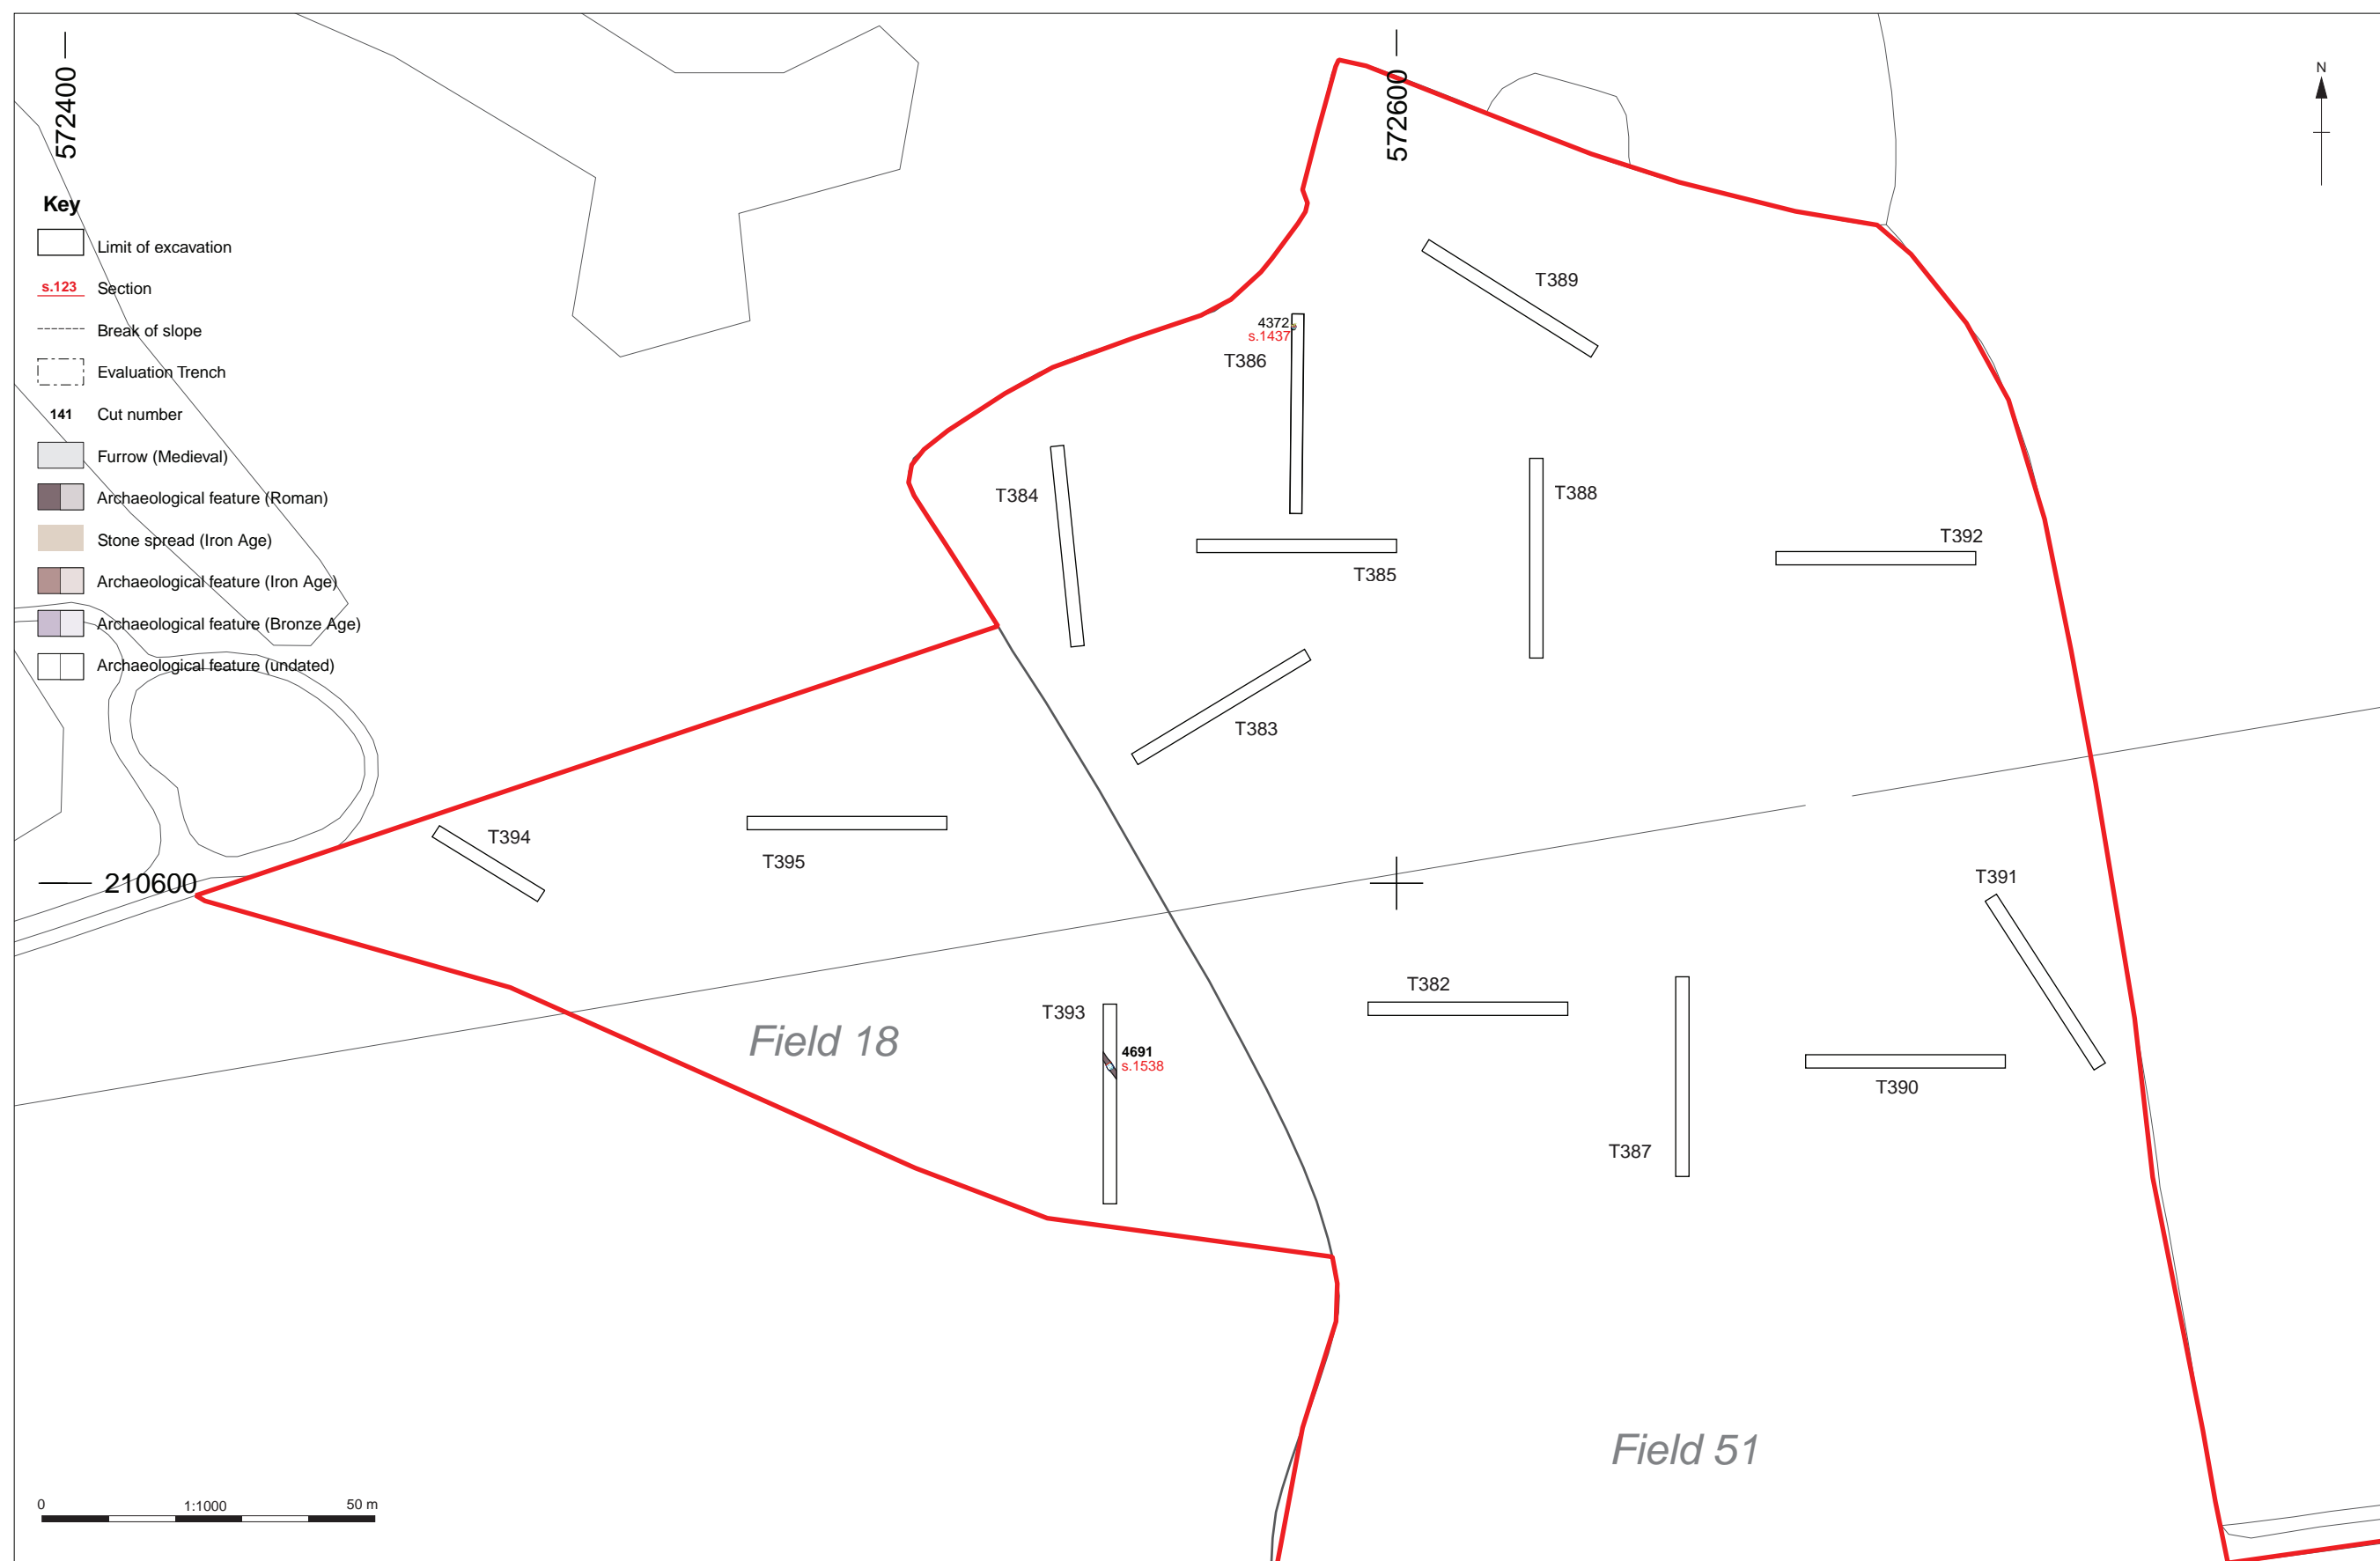 572400
572600
N
Key
Limit of excavation
s.123 Section
Break of slope
Evaluation Trench
141 Cut number
Furrow (Medieval)
Archaeological feature (Roman)
Stone spread (Iron Age)
Archaeological feature (Iron Age)
Archaeological feature (Bronze Age)
Archaeological feature (undated)
T389
4372
s.1437
T386
T384
T388
T385
T392
T383
T394
T395
210600
T391
T382
T393
Field 18
4691
s.1538
T390
T387
Field 51
0 1:1000 50 m